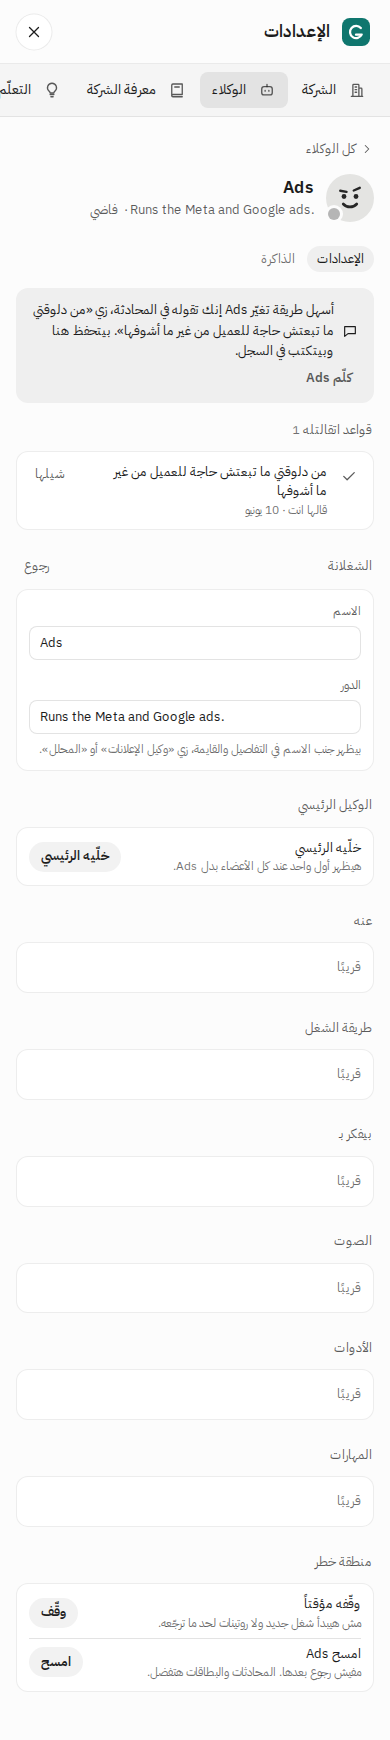 الإعدادات
الشركة
الوكلاء
معرفة الشركة
التعلّم
كل الوكلاء
Ads
Runs the Meta and Google ads. · فاضي
الإعدادات
الذاكرة
أسهل طريقة تغيّر Ads إنك تقوله في المحادثة، زي «من دلوقتي
ما تبعتش حاجة للعميل من غير ما أشوفها». بيتحفظ هنا
وبيتكتب في السجل.
كلّم Ads
قواعد اتقالتله 1
من دلوقتي ما تبعتش حاجة للعميل من غير
ما أشوفها
قالها انت · 10 يونيو
شيلها
الشغلانة
رجوع
الاسم
Ads
الدور
Runs the Meta and Google ads.
بيظهر جنب الاسم في التفاصيل والقايمة، زي «وكيل الإعلانات» أو «المحلل».
الوكيل الرئيسي
خلّيه الرئيسي
هيظهر أول واحد عند كل الأعضاء بدل Ads.
خلّيه الرئيسي
عنه
قريبًا
طريقة الشغل
قريبًا
بيفكر بـ
قريبًا
الصوت
قريبًا
الأدوات
قريبًا
المهارات
قريبًا
منطقة خطر
وقّفه مؤقتاً
مش هيبدأ شغل جديد ولا روتينات لحد ما ترجّعه.
وقّف
امسح Ads
مفيش رجوع بعدها. المحادثات والبطاقات هتفضل.
امسح